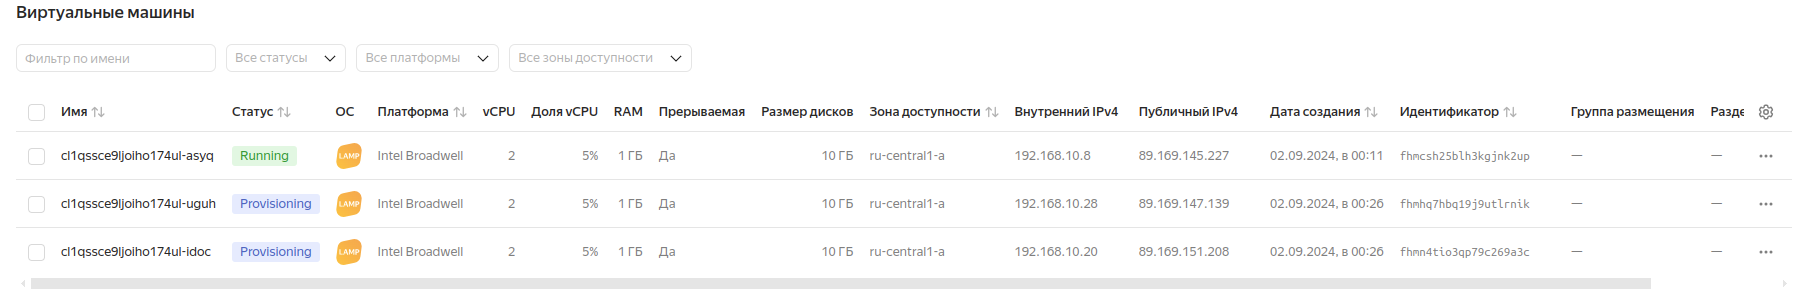 Виртуальные машины
Фильтр по имени Все статусы Все платформы Все зоны доступности
Имя Статус ОС Платформа vCPU Доля vCPU RAM Прерываемая Размер дисков Зона доступности Внутренний IPv4 Публичный IPv4 Дата создания Идентификатор Группа размещения Разде
cl1qssce9ljoiho174ul-asyq Running LAMP Intel Broadwell 2 5% 1 ГБ Да 10 ГБ ru-central1-a 192.168.10.8 89.169.145.227 02.09.2024, в 00:11 fhmcsh25blh3kgjnk2up — —
cl1qssce9ljoiho174ul-uguh Provisioning LAMP Intel Broadwell 2 5% 1 ГБ Да 10 ГБ ru-central1-a 192.168.10.28 89.169.147.139 02.09.2024, в 00:26 fhmhq7hbq19j9utlrnik — —
cl1qssce9ljoiho174ul-idoc Provisioning LAMP Intel Broadwell 2 5% 1 ГБ Да 10 ГБ ru-central1-a 192.168.10.20 89.169.151.208 02.09.2024, в 00:26 fhmn4tio3qp79c269a3c — —